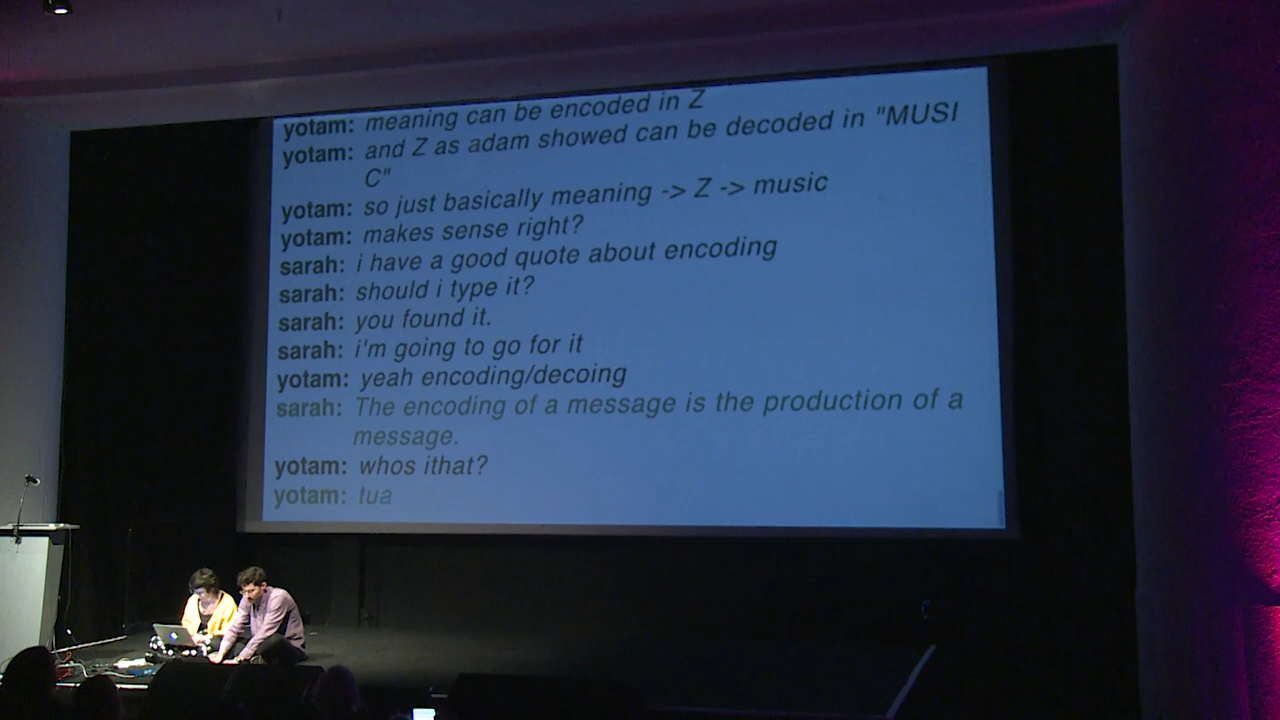 yotam: meaning can be encoded in Z
yotam: and Z as adam showed can be decoded in "MUSI
C"
yotam: so just basically meaning -> Z -> music
yotam: makes sense right?
sarah: i have a good quote about encoding
sarah: should i type it?
sarah: you found it.
sarah: i'm going to go for it
yotam: yeah encoding/decoing
sarah: The encoding of a message is the production of a
message.
yotam: whos ithat?
yotam: tua